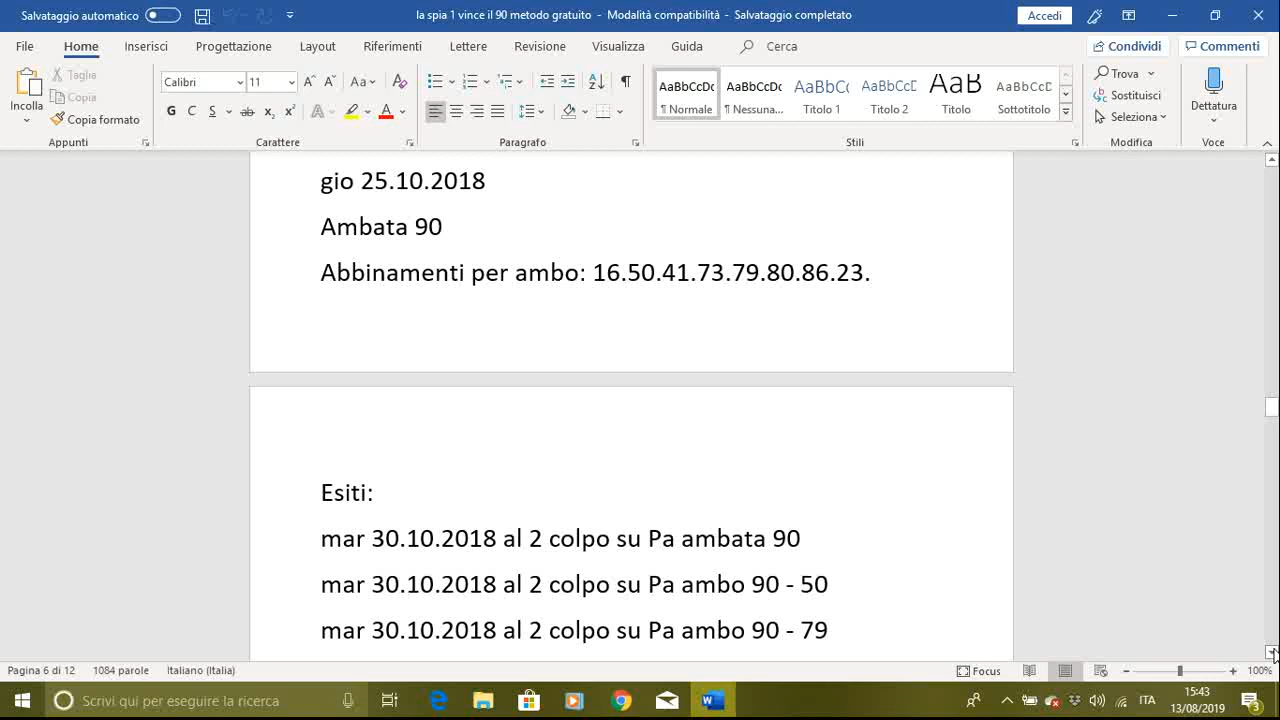 Salvataggio automatico
la spia 1 vince il 90 metodo gratuito - Modalità compatibilità - Salvataggio completato
Accedi
File Home Inserisci Progettazione Layout Riferimenti Lettere Revisione Visualizza Guida Cerca
Condividi Commenti
Incolla
Taglia
Copia
Copia formato
Appunti
Calibri 11
G C S ab x₂ x²
Carattere
Paragrafo
AaBbCcDc AaBbCcDc AaBbCc AaBbCcD AaB AaBbCcD
¶ Normale ¶ Nessuna... Titolo 1 Titolo 2 Titolo Sottotitolo
Stili
Trova
Sostituisci
Seleziona
Modifica
Dettatura
Voce
gio 25.10.2018
Ambata 90
Abbinamenti per ambo: 16.50.41.73.79.80.86.23.
Esiti:
mar 30.10.2018 al 2 colpo su Pa ambata 90
mar 30.10.2018 al 2 colpo su Pa ambo 90 - 50
mar 30.10.2018 al 2 colpo su Pa ambo 90 - 79
Pagina 6 di 12 1084 parole Italiano (Italia) Focus 100%
Scrivi qui per eseguire la ricerca
ITA
15:43
13/08/2019
3